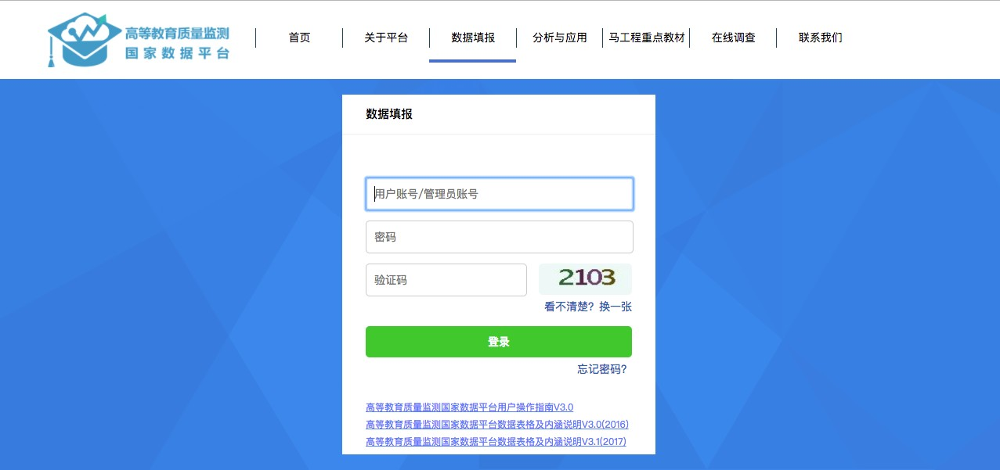 高等教育质量监测
国家数据平台
首页
关于平台
数据填报
分析与应用
马工程重点教材
在线调查
联系我们
数据填报
用户账号/管理员账号
密码
验证码
2103
看不清楚？换一张
登录
忘记密码？
高等教育质量监测国家数据平台用户操作指南V3.0
高等教育质量监测国家数据平台数据表格及内涵说明V3.0(2016)
高等教育质量监测国家数据平台数据表格及内涵说明V3.1(2017)